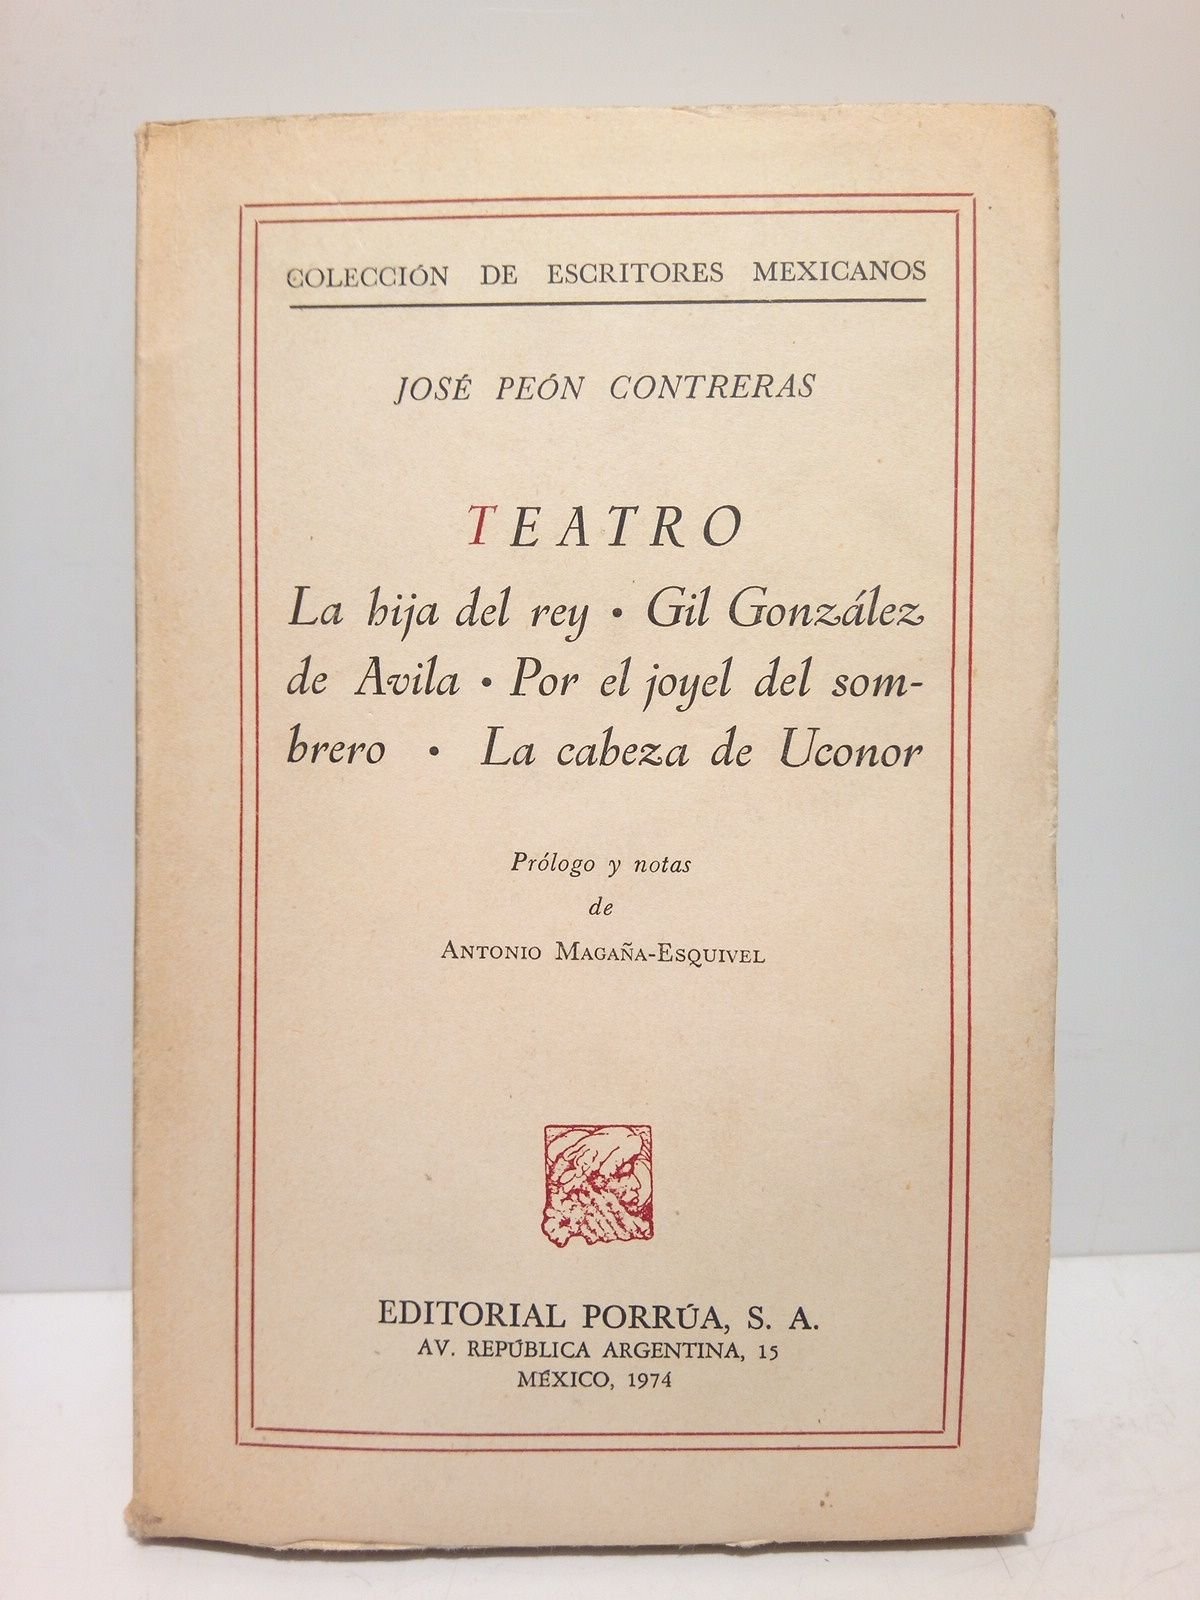 COLECCIÓN DE ESCRITORES MEXICANOS
JOSÉ PEÓN CONTRERAS
TEATRO
La hija del rey • Gil González
de Avila • Por el joyel del som-
brero • La cabeza de Uconor
Prólogo y notas
de
ANTONIO MAGAÑA-ESQUIVEL
EDITORIAL PORRÚA, S. A.
AV. REPÚBLICA ARGENTINA, 15
MÉXICO, 1974